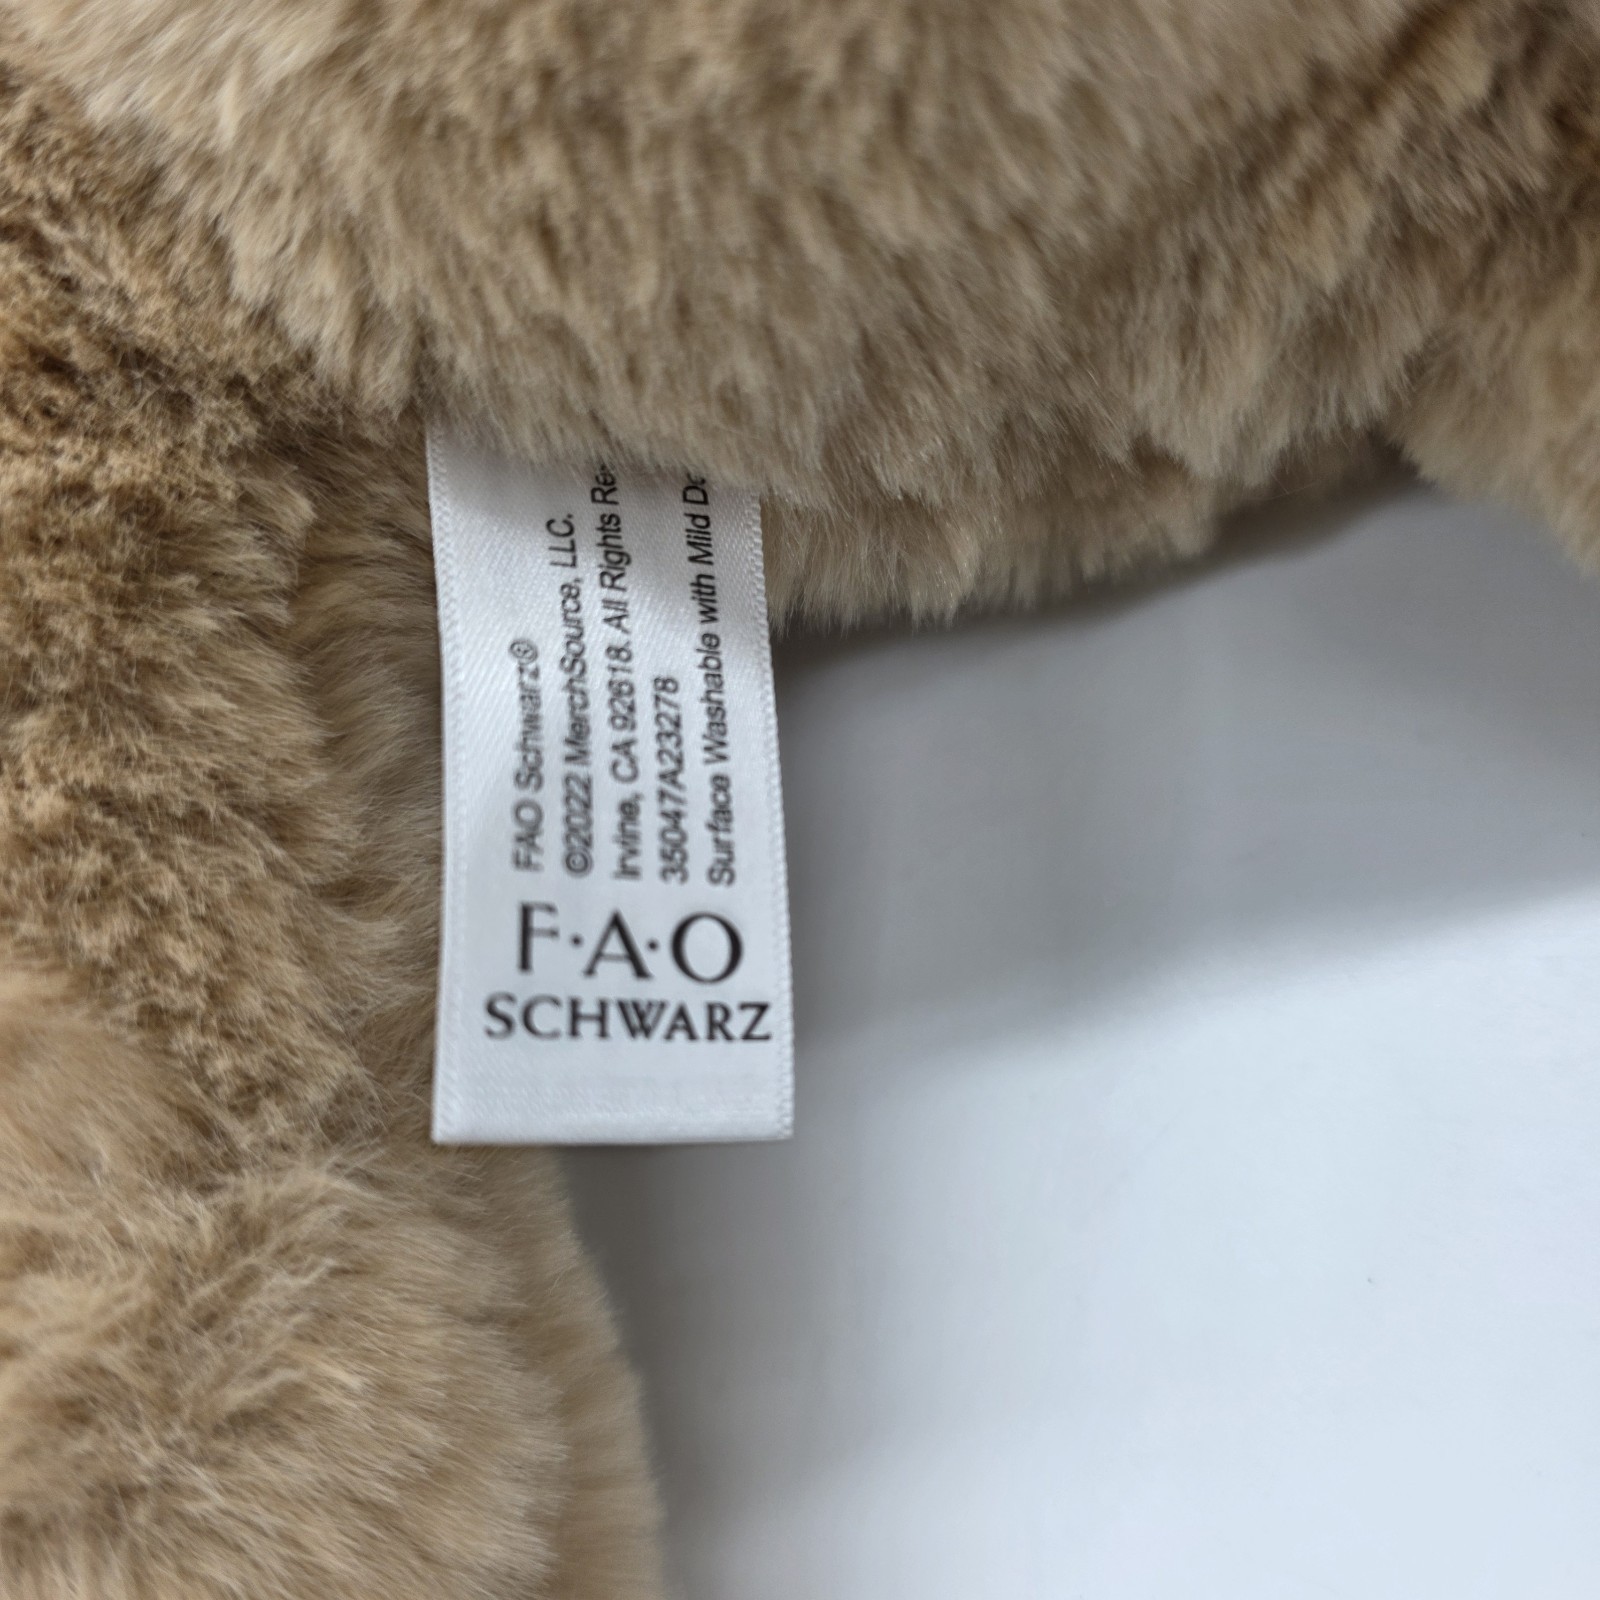 FAO Schwarz®
©2022 MerchSource, LLC.
Irvine, CA 92618. All Rights
35047A23278
Surface Washable with Mild
F·A·O
SCHWARZ